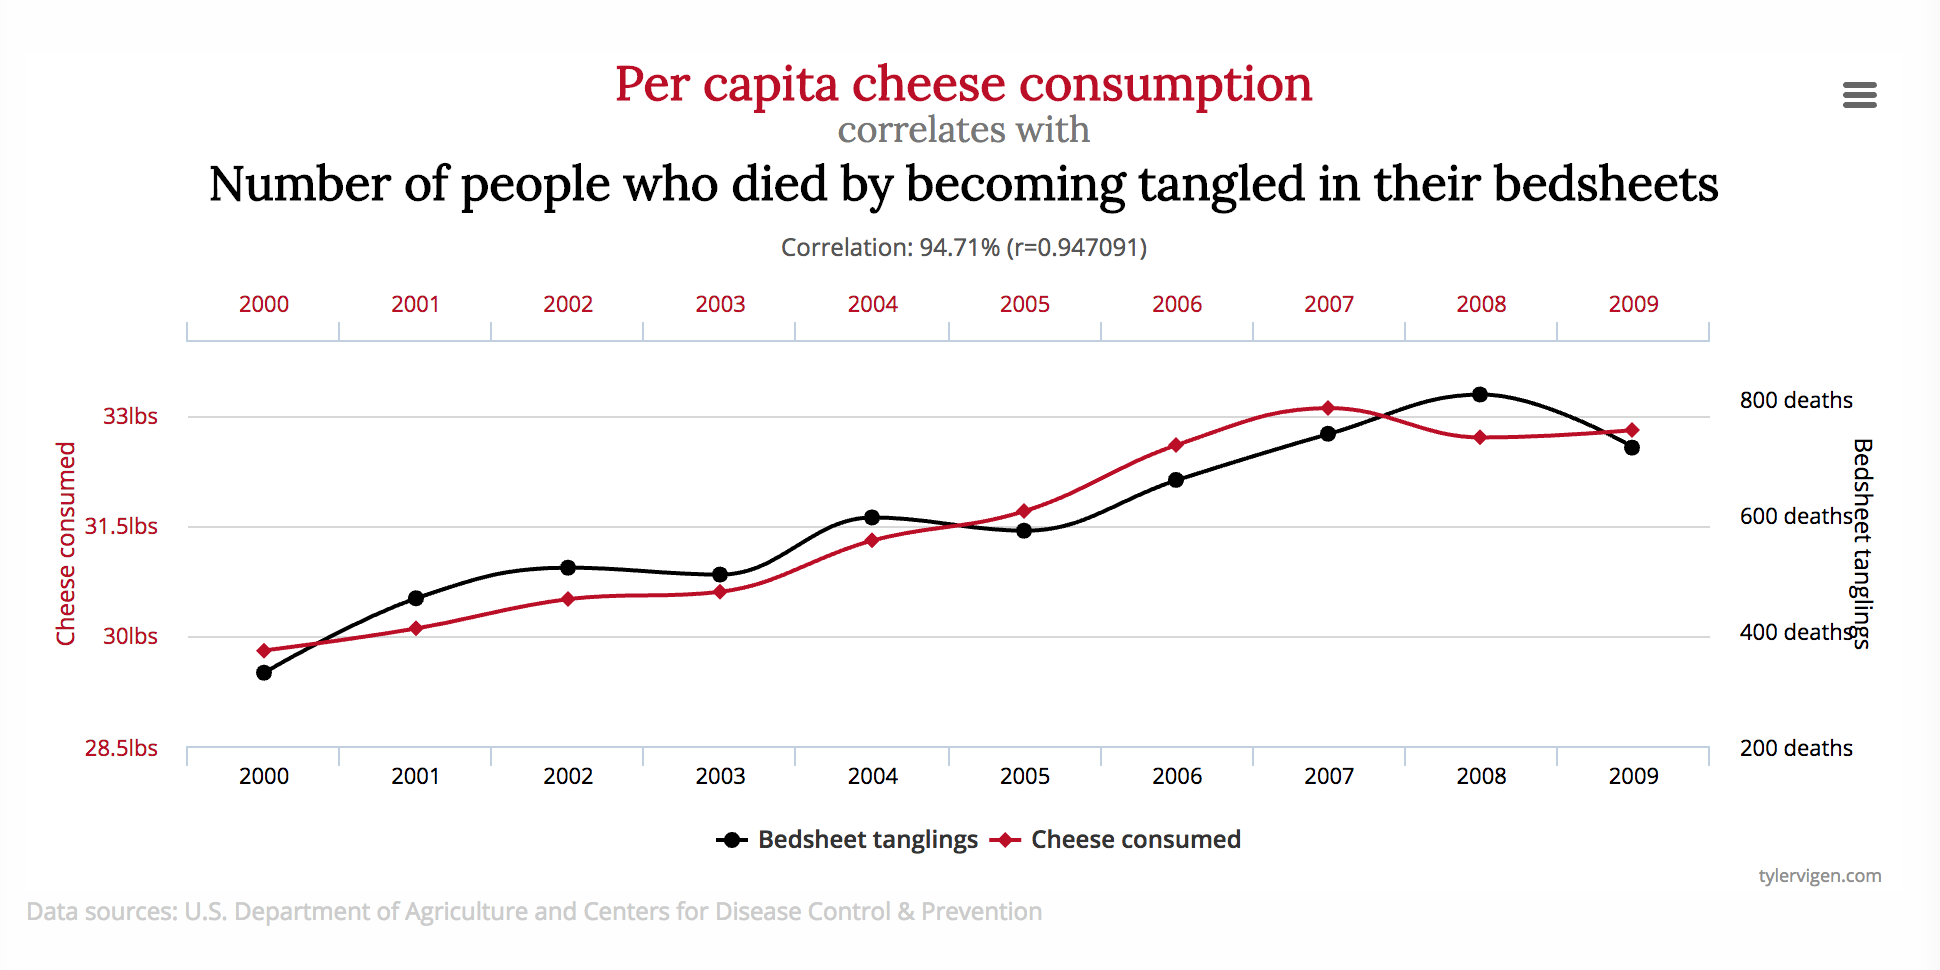 Per capita cheese consumption
correlates with
Number of people who died by becoming tangled in their bedsheets
Correlation: 94.71% (r=0.947091)
2000 2001 2002 2003 2004 2005 2006 2007 2008 2009
Cheese consumed
33lbs
31.5lbs
30lbs
28.5lbs
800 deaths
600 deaths
400 deaths
200 deaths
Bedsheet tanglings
2000 2001 2002 2003 2004 2005 2006 2007 2008 2009
Bedsheet tanglings Cheese consumed
tylervigen.com
Data sources: U.S. Department of Agriculture and Centers for Disease Control & Prevention